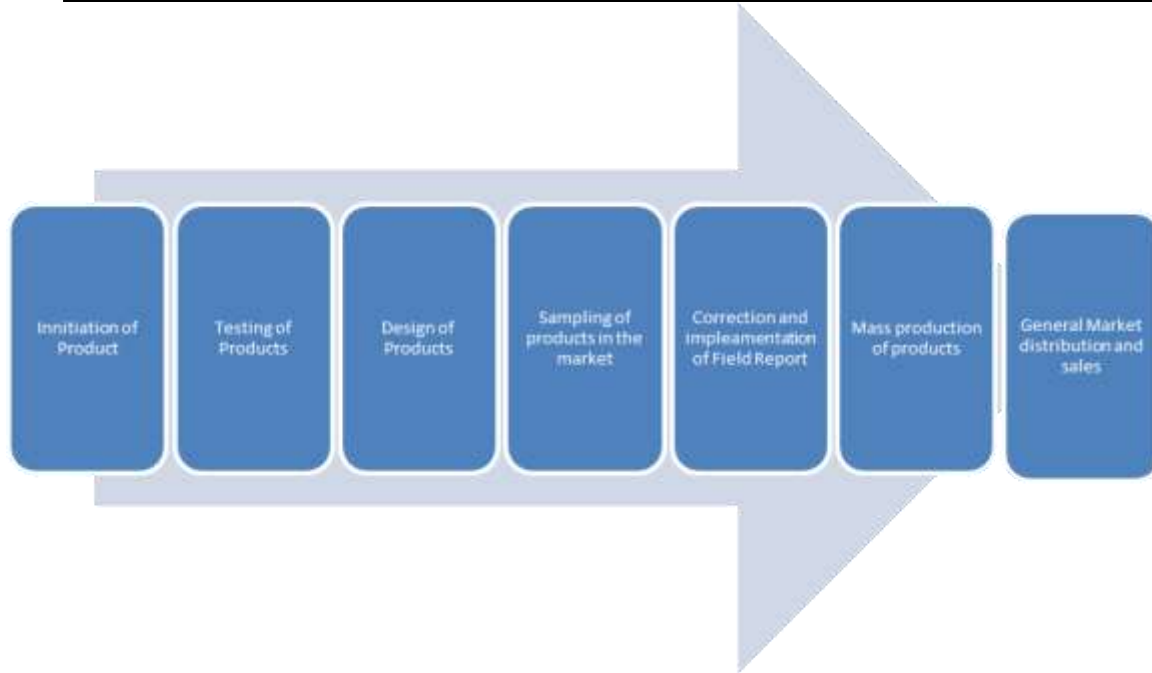 Innitiation of
Product
Testing of
Products
Design of
Products
Sampling of
products in the
market
Correction and
impleamentation
of Field Report
Mass production
of products
General Market
distribution and
sales